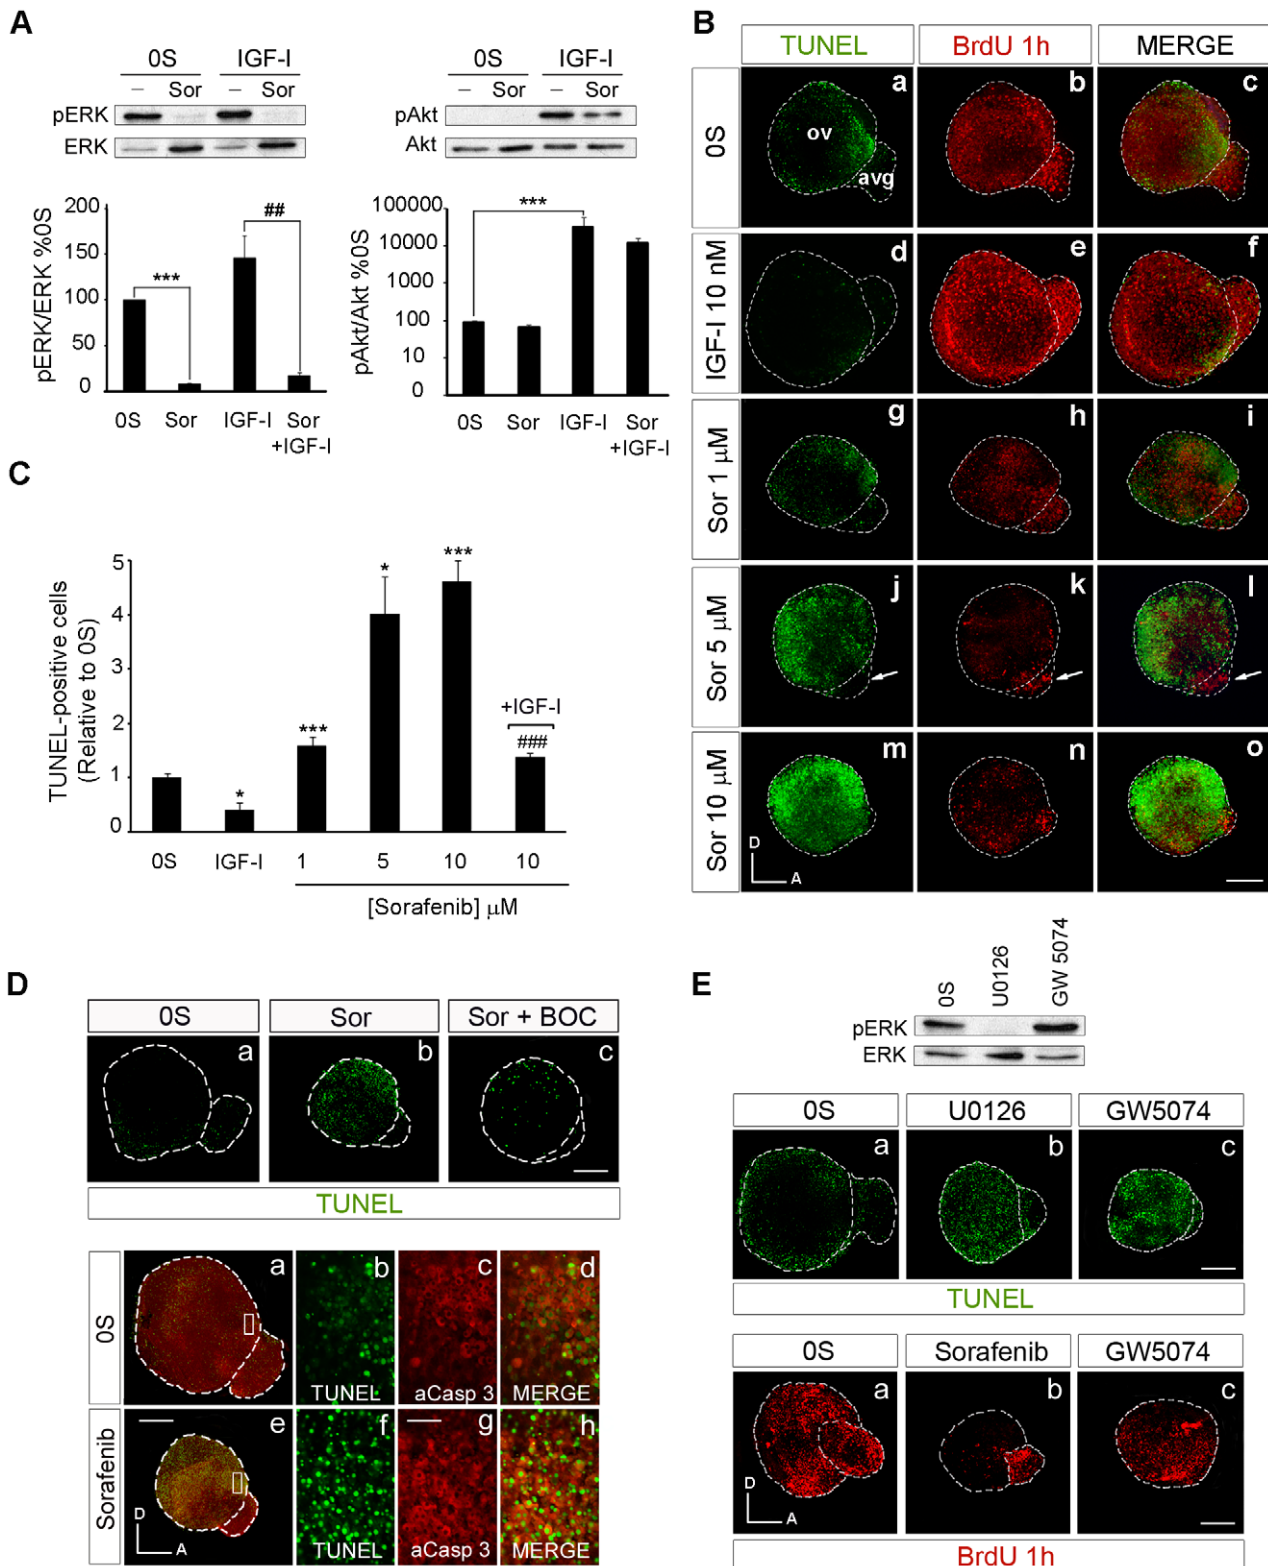 A
0S IGF-I
– Sor – Sor
pERK
ERK
0S IGF-I
– Sor – Sor
pAkt
Akt
pERK/ERK %0S
200
150
100
50
0
***
##
0S Sor IGF-I Sor
+IGF-I
pAkt/Akt %0S
100000
10000
1000
100
10
0
***
0S Sor IGF-I Sor
+IGF-I
B
TUNEL BrdU 1h MERGE
0S
a b c
ov
avg
IGF-I 10 nM
d e f
Sor 1 µM
g h i
Sor 5 µM
j k l
Sor 10 µM
m n o
D
A
C
TUNEL-positive cells
(Relative to 0S)
5
4
3
2
1
0
*
***
*
***
+IGF-I
###
0S IGF-I 1 5 10 10
[Sorafenib] µM
D
0S Sor Sor + BOC
a b c
TUNEL
0S
a b c d
TUNEL aCasp 3 MERGE
Sorafenib
e f g h
D
A
TUNEL aCasp 3 MERGE
E
0S U0126 GW 5074
pERK
ERK
0S U0126 GW5074
a b c
TUNEL
0S Sorafenib GW5074
a b c
D
A
BrdU 1h